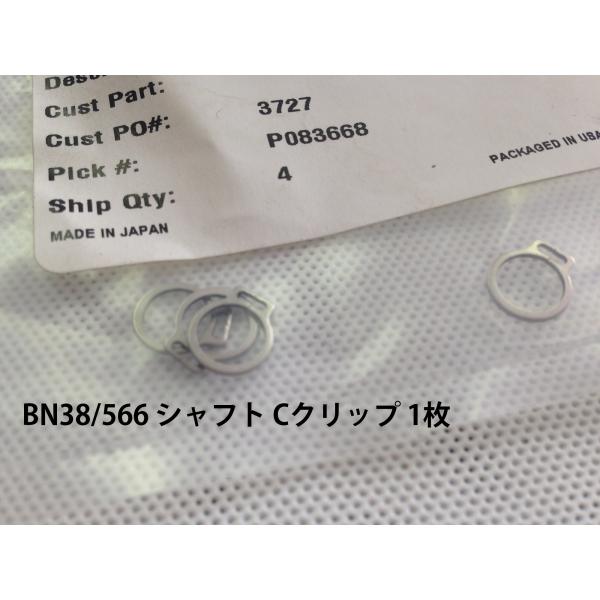 Cust Part:
Cust PO#: 3727
Pick #: P083668
Ship Qty: 4
MADE IN JAPAN
PACKAGED IN USA
BN38/566 シャフト Cクリップ 1枚